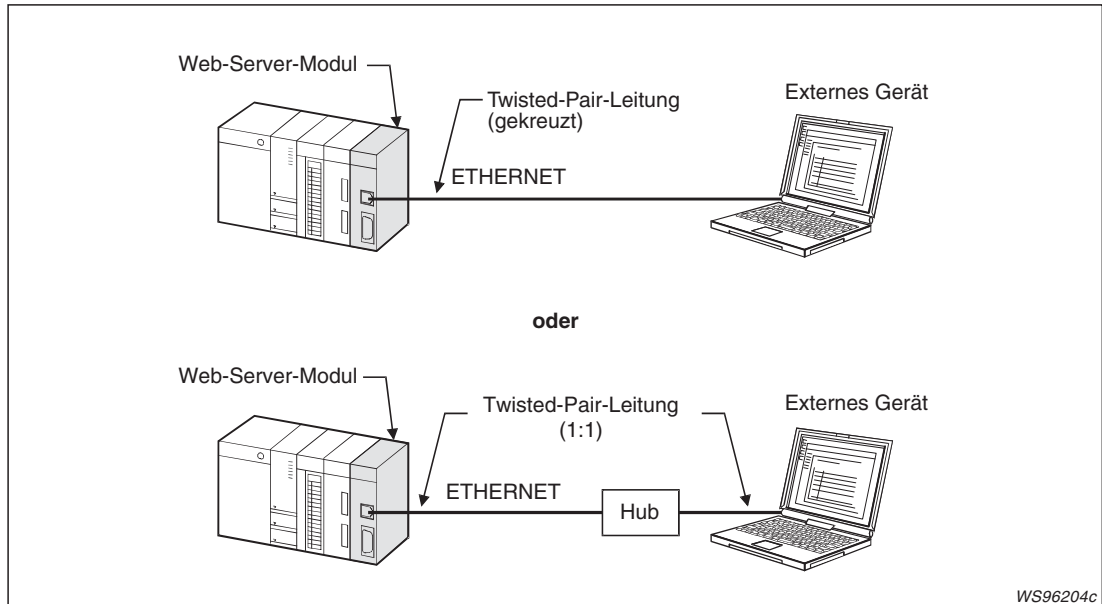 Web-Server-Modul
Twisted-Pair-Leitung
(gekreuzt)
Externes Gerät
ETHERNET
oder
Web-Server-Modul
Twisted-Pair-Leitung
(1:1)
Externes Gerät
ETHERNET
Hub
WS96204c